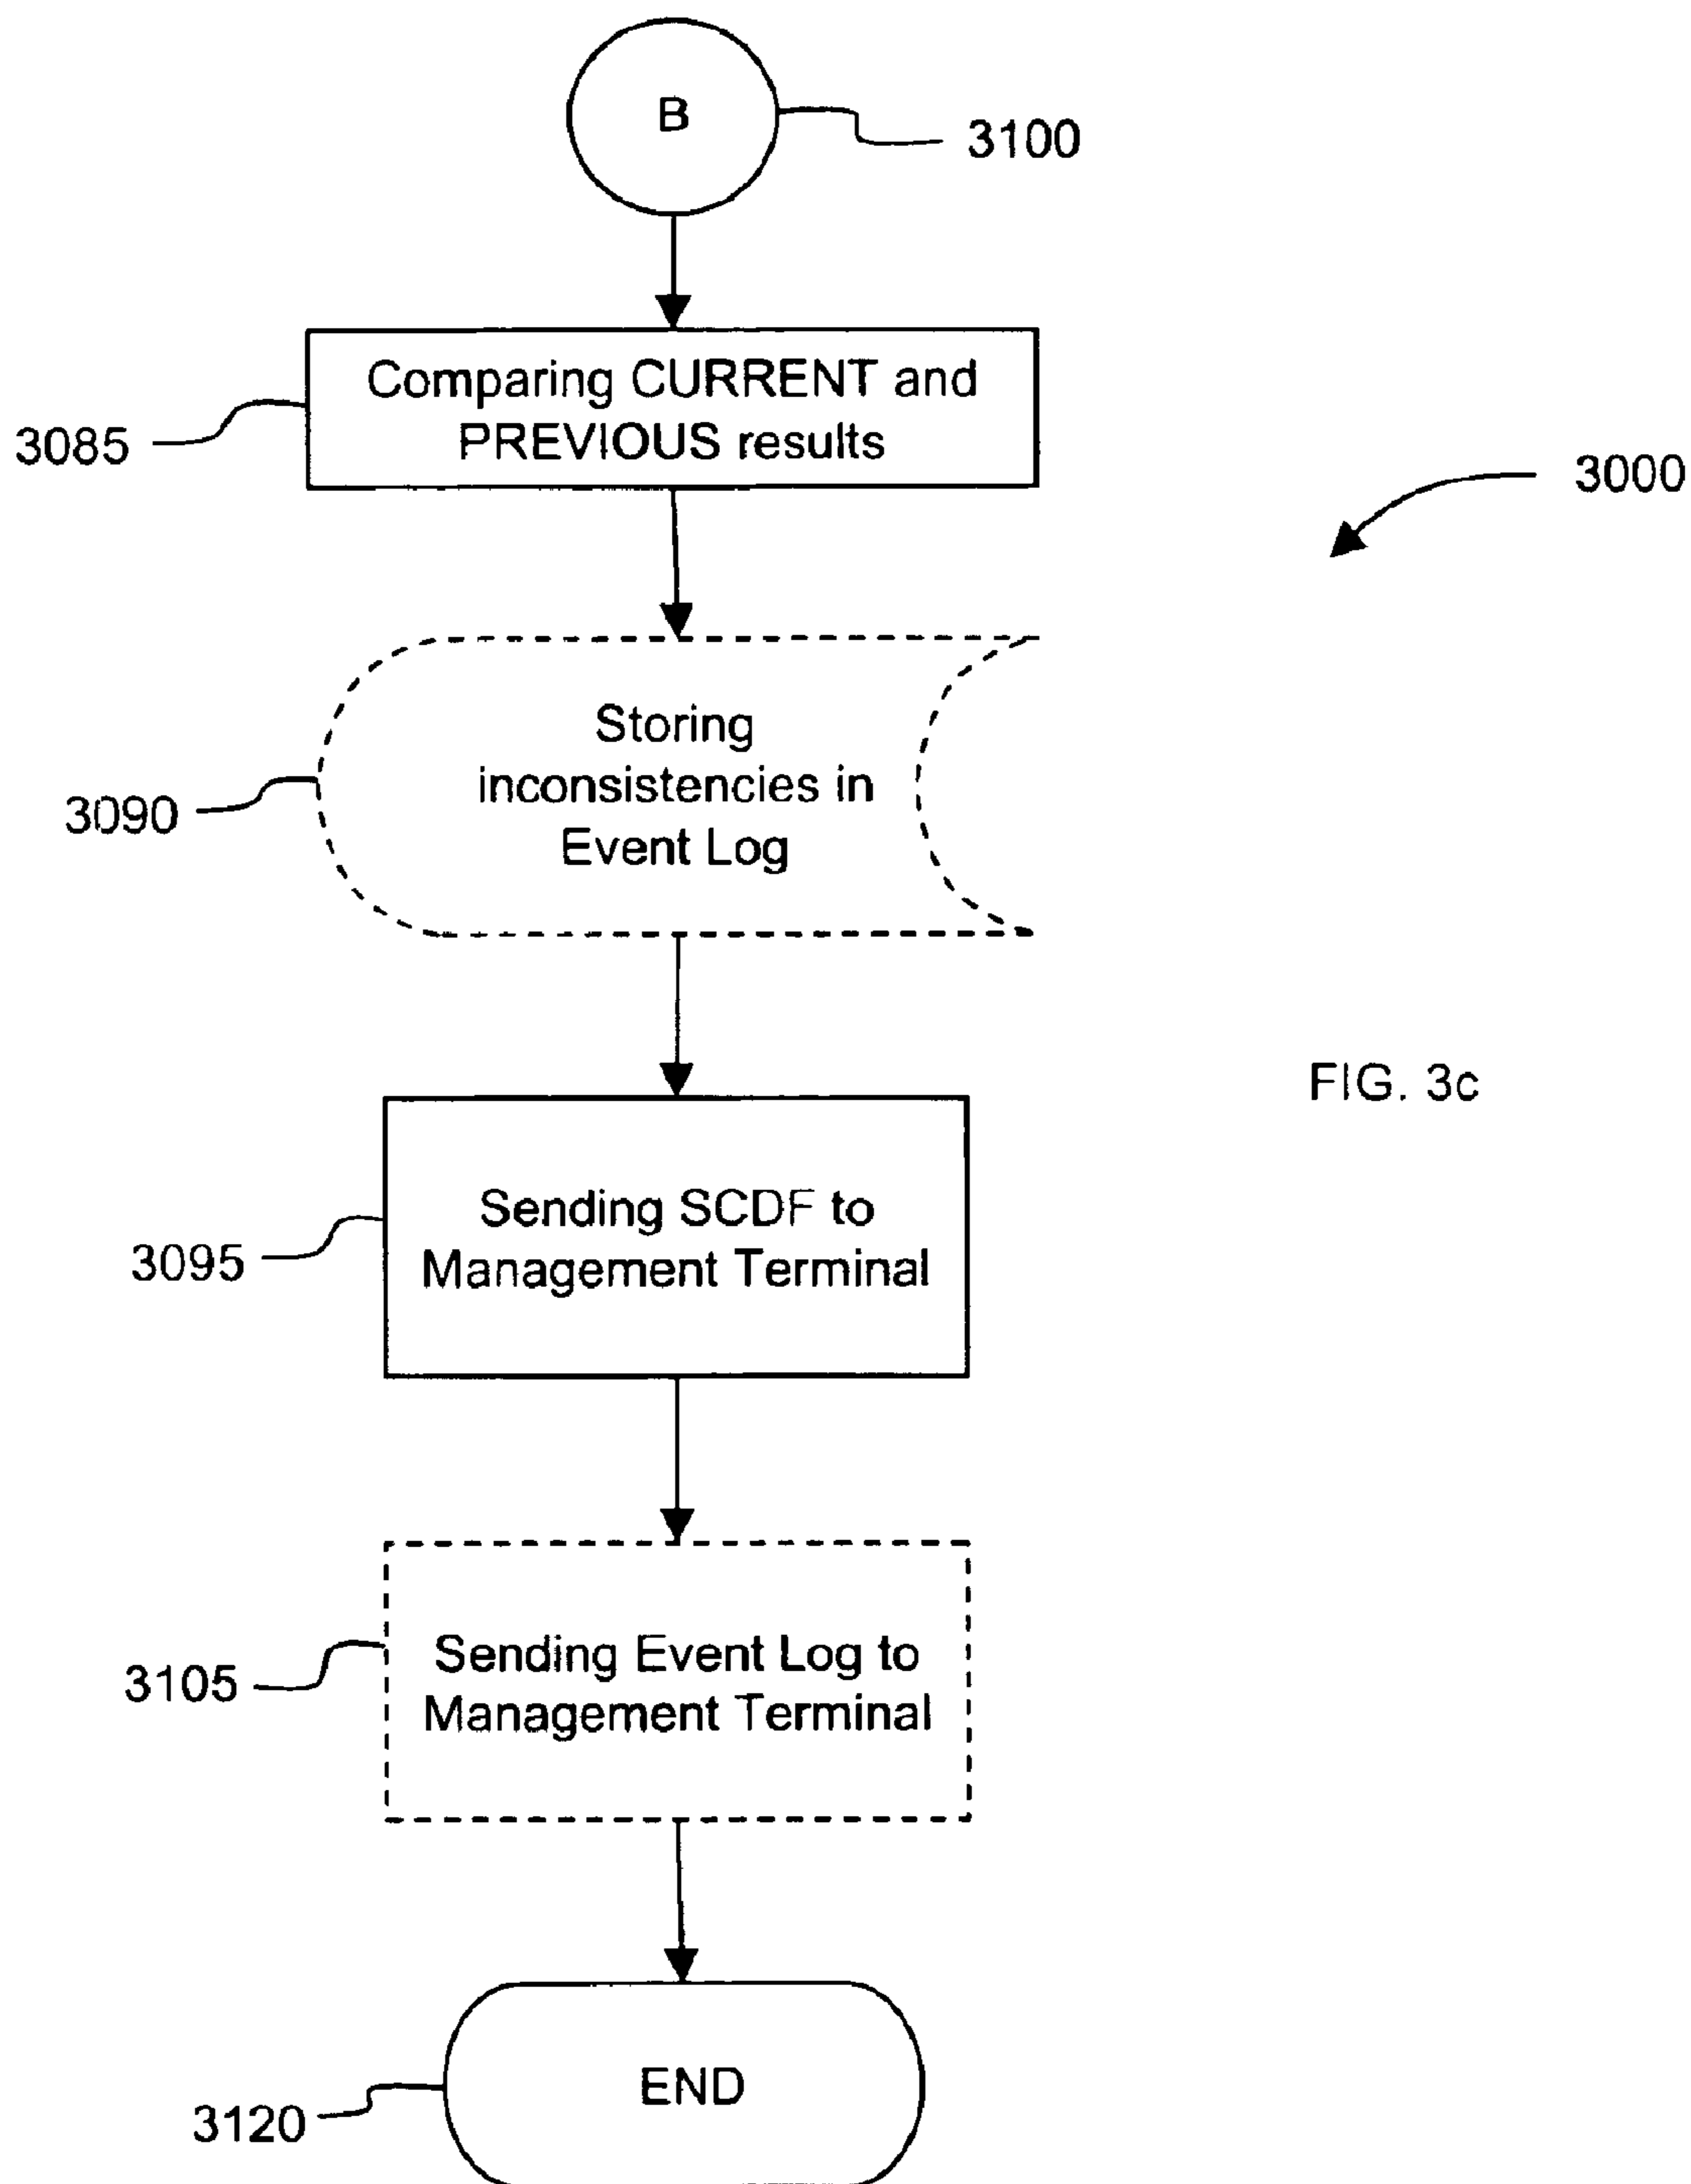 B
3100
Comparing CURRENT and
PREVIOUS results
3085
3000
Storing
inconsistencies in
Event Log
3090
FIG. 3c
Sending SCDF to
Management Terminal
3095
Sending Event Log to
Management Terminal
3105
END
3120